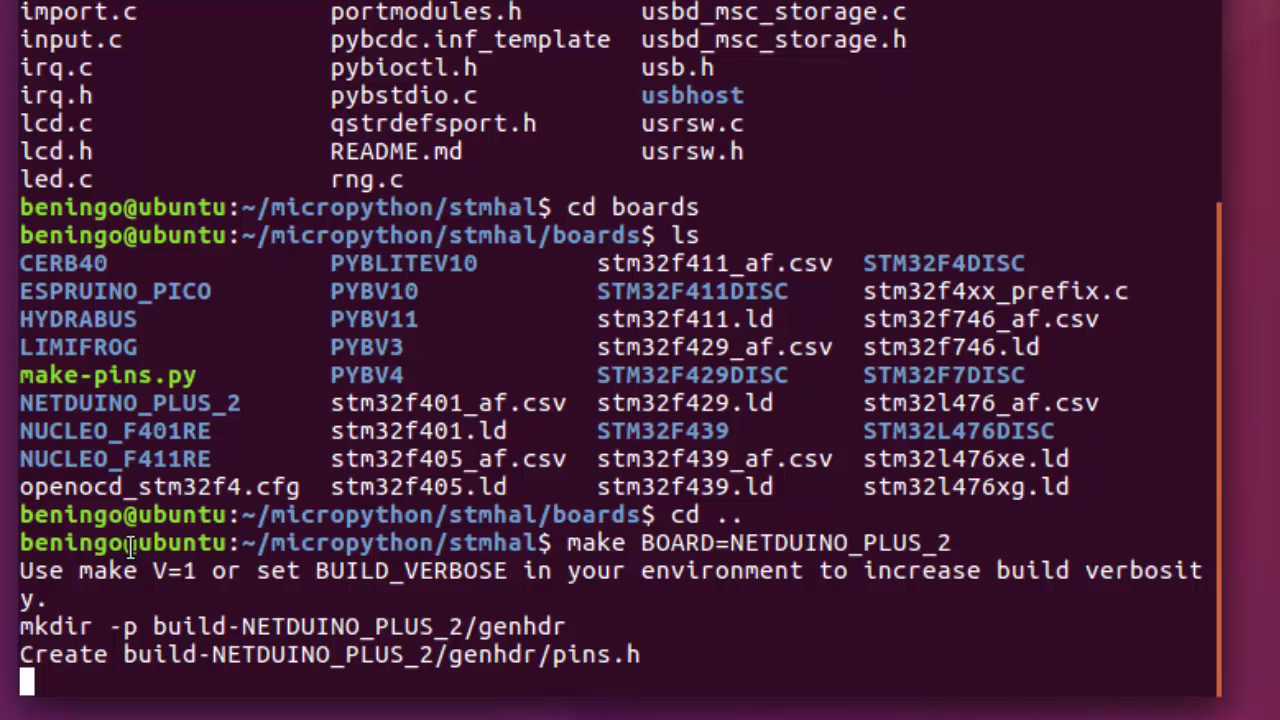 import.c portmodules.h usbd_msc_storage.c
input.c pybcdc.inf_template usbd_msc_storage.h
irq.c pybioctl.h usb.h
irq.h pybstdio.c usbhost
lcd.c qstrdefsport.h usrsw.c
lcd.h README.md usrsw.h
led.c rng.c
beningo@ubuntu:~/micropython/stmhal$ cd boards
beningo@ubuntu:~/micropython/stmhal/boards$ ls
CERB40 PYBLITEV10 stm32f411_af.csv STM32F4DISC
ESPRUINO_PICO PYBV10 STM32F411DISC stm32f4xx_prefix.c
HYDRABUS PYBV11 stm32f411.ld stm32f746_af.csv
LIMIFROG PYBV3 stm32f429_af.csv stm32f746.ld
make-pins.py PYBV4 STM32F429DISC STM32F7DISC
NETDUINO_PLUS_2 stm32f401_af.csv stm32f429.ld stm32l476_af.csv
NUCLEO_F401RE stm32f401.ld STM32F439 STM32L476DISC
NUCLEO_F411RE stm32f405_af.csv stm32f439_af.csv stm32l476xe.ld
openocd_stm32f4.cfg stm32f405.ld stm32f439.ld stm32l476xg.ld
beningo@ubuntu:~/micropython/stmhal/boards$ cd ..
beningo@ubuntu:~/micropython/stmhal$ make BOARD=NETDUINO_PLUS_2
Use make V=1 or set BUILD_VERBOSE in your environment to increase build verbosit
y.
mkdir -p build-NETDUINO_PLUS_2/genhdr
Create build-NETDUINO_PLUS_2/genhdr/pins.h